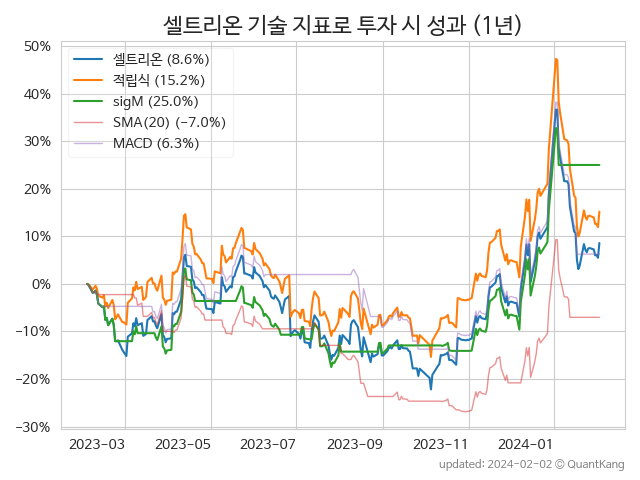 셀트리온 기술 지표로 투자 시 성과 (1년)
50%
40%
30%
20%
10%
0%
−10%
−20%
−30%
셀트리온 (8.6%)
적립식 (15.2%)
sigM (25.0%)
SMA(20) (−7.0%)
MACD (6.3%)
2023-03
2023-05
2023-07
2023-09
2023-11
2024-01
updated: 2024-02-02 © QuantKang